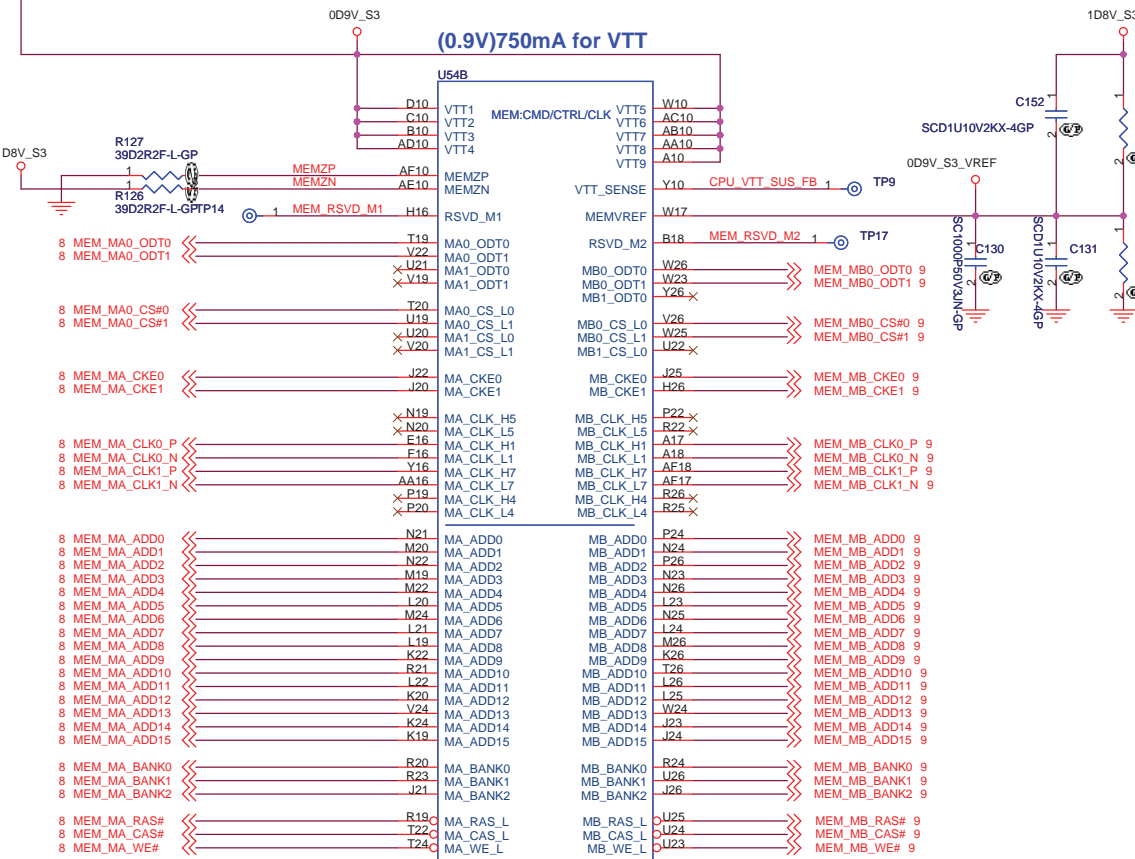 0D9V_S3
1D8V_S3
(0.9V)750mA for VTT
U54B
MEM:CMD/CTRL/CLK
D10 VTT1 VTT5 W10
C10 VTT2 VTT6 AC10
B10 VTT3 VTT7 AB10
AD10 VTT4 VTT8 AA10
VTT9 A10
C152
SCD1U10V2KX-4GP
1
2
R127
39D2R2F-L-GP
D8V_S3
1 MEMZP AF10 MEMZP
1 MEMZN AE10 MEMZN
R126
39D2R2F-L-GP
TP14
0D9V_S3_VREF
VTT_SENSE Y10 CPU_VTT_SUS_FB 1 TP9
1 MEM_RSVD_M1 H16 RSVD_M1 MEMVREF W17
RSVD_M2 B18 MEM_RSVD_M2 1 TP17
SC1000P50V3JN-GP
C130
SCD1U10V2KX-4GP
C131
8 MEM_MA0_ODT0 T19 MA0_ODT0
8 MEM_MA0_ODT1 V22 MA0_ODT1
U21 MA1_ODT0 MB0_ODT0 W26 MEM_MB0_ODT0 9
V19 MA1_ODT1 MB0_ODT1 W23 MEM_MB0_ODT1 9
MB1_ODT0 Y26
8 MEM_MA0_CS#0 T20 MA0_CS_L0
8 MEM_MA0_CS#1 U19 MA0_CS_L1 MB0_CS_L0 V26 MEM_MB0_CS#0 9
U20 MA1_CS_L0 MB0_CS_L1 W25 MEM_MB0_CS#1 9
V20 MA1_CS_L1 MB1_CS_L0 U22
8 MEM_MA_CKE0 J22 MA_CKE0 MB_CKE0 J25 MEM_MB_CKE0 9
8 MEM_MA_CKE1 J20 MA_CKE1 MB_CKE1 H26 MEM_MB_CKE1 9
N19 MA_CLK_H5 MB_CLK_H5 P22
N20 MA_CLK_L5 MB_CLK_L5 R22
8 MEM_MA_CLK0_P E16 MA_CLK_H1 MB_CLK_H1 A17 MEM_MB_CLK0_P 9
8 MEM_MA_CLK0_N F16 MA_CLK_L1 MB_CLK_L1 A18 MEM_MB_CLK0_N 9
8 MEM_MA_CLK1_P Y16 MA_CLK_H7 MB_CLK_H7 AF18 MEM_MB_CLK1_P 9
8 MEM_MA_CLK1_N AA16 MA_CLK_L7 MB_CLK_L7 AF17 MEM_MB_CLK1_N 9
P19 MA_CLK_H4 MB_CLK_H4 R26
P20 MA_CLK_L4 MB_CLK_L4 R25
8 MEM_MA_ADD0 N21 MA_ADD0 MB_ADD0 P24 MEM_MB_ADD0 9
8 MEM_MA_ADD1 M20 MA_ADD1 MB_ADD1 N24 MEM_MB_ADD1 9
8 MEM_MA_ADD2 N22 MA_ADD2 MB_ADD2 P26 MEM_MB_ADD2 9
8 MEM_MA_ADD3 M19 MA_ADD3 MB_ADD3 N23 MEM_MB_ADD3 9
8 MEM_MA_ADD4 M22 MA_ADD4 MB_ADD4 N26 MEM_MB_ADD4 9
8 MEM_MA_ADD5 L20 MA_ADD5 MB_ADD5 L23 MEM_MB_ADD5 9
8 MEM_MA_ADD6 M24 MA_ADD6 MB_ADD6 N25 MEM_MB_ADD6 9
8 MEM_MA_ADD7 L21 MA_ADD7 MB_ADD7 L24 MEM_MB_ADD7 9
8 MEM_MA_ADD8 L19 MA_ADD8 MB_ADD8 M26 MEM_MB_ADD8 9
8 MEM_MA_ADD9 K22 MA_ADD9 MB_ADD9 K26 MEM_MB_ADD9 9
8 MEM_MA_ADD10 R21 MA_ADD10 MB_ADD10 T26 MEM_MB_ADD10 9
8 MEM_MA_ADD11 L22 MA_ADD11 MB_ADD11 L26 MEM_MB_ADD11 9
8 MEM_MA_ADD12 K20 MA_ADD12 MB_ADD12 L25 MEM_MB_ADD12 9
8 MEM_MA_ADD13 V24 MA_ADD13 MB_ADD13 W24 MEM_MB_ADD13 9
8 MEM_MA_ADD14 K24 MA_ADD14 MB_ADD14 J23 MEM_MB_ADD14 9
8 MEM_MA_ADD15 K19 MA_ADD15 MB_ADD15 J24 MEM_MB_ADD15 9
8 MEM_MA_BANK0 R20 MA_BANK0 MB_BANK0 R24 MEM_MB_BANK0 9
8 MEM_MA_BANK1 R23 MA_BANK1 MB_BANK1 U26 MEM_MB_BANK1 9
8 MEM_MA_BANK2 J21 MA_BANK2 MB_BANK2 J26 MEM_MB_BANK2 9
8 MEM_MA_RAS# R19 MA_RAS_L MB_RAS_L U25 MEM_MB_RAS# 9
8 MEM_MA_CAS# T22 MA_CAS_L MB_CAS_L U24 MEM_MB_CAS# 9
8 MEM_MA_WE# T24 MA_WE_L MB_WE_L U23 MEM_MB_WE# 9